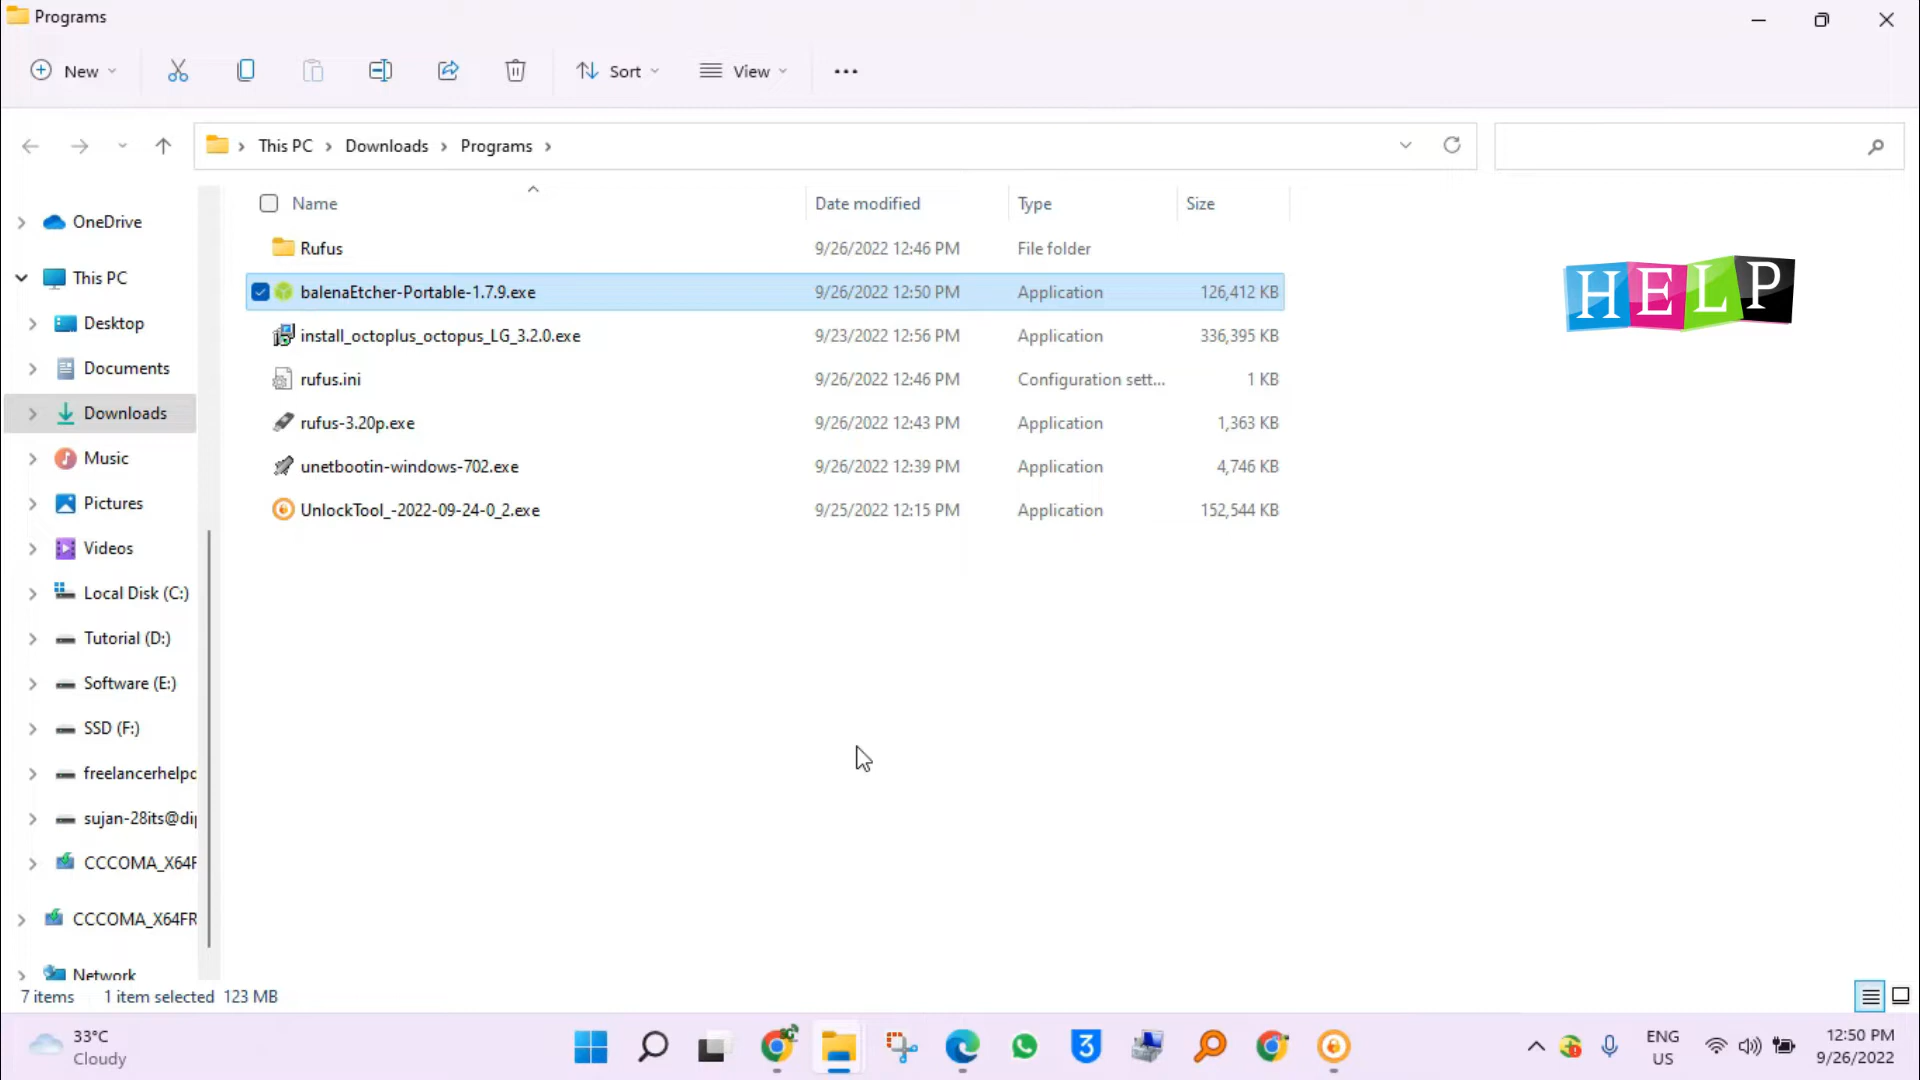 Programs
New
Sort
View
This PC
Downloads
Programs
Name
Date modified
Type
Size
OneDrive
This PC
Desktop
Documents
Downloads
Music
Pictures
Videos
Local Disk (C:)
Tutorial (D:)
Software (E:)
SSD (F:)
freelancerhelpc
sujan-28its@dip
CCCOMA_X64F
CCCOMA_X64FR
Network
Rufus 9/26/2022 12:46 PM File folder
balenaEtcher-Portable-1.7.9.exe 9/26/2022 12:50 PM Application 126,412 KB
install_octoplus_octopus_LG_3.2.0.exe 9/23/2022 12:56 PM Application 336,395 KB
rufus.ini 9/26/2022 12:46 PM Configuration sett... 1 KB
rufus-3.20p.exe 9/26/2022 12:43 PM Application 1,363 KB
unetbootin-windows-702.exe 9/26/2022 12:39 PM Application 4,746 KB
UnlockTool_-2022-09-24-0_2.exe 9/25/2022 12:15 PM Application 152,544 KB
HELP
7 items 1 item selected 123 MB
33°C
Cloudy
3
ENG
US
12:50 PM
9/26/2022